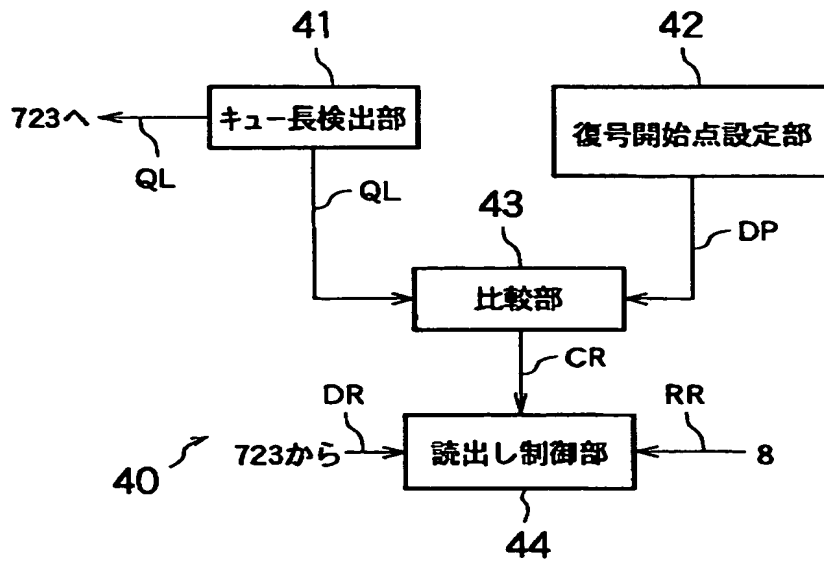 41
42
723へ
キュー長検出部
復号開始点設定部
QL
QL
43
DP
比較部
CR
DR
RR
723から
読出し制御部
8
40
44